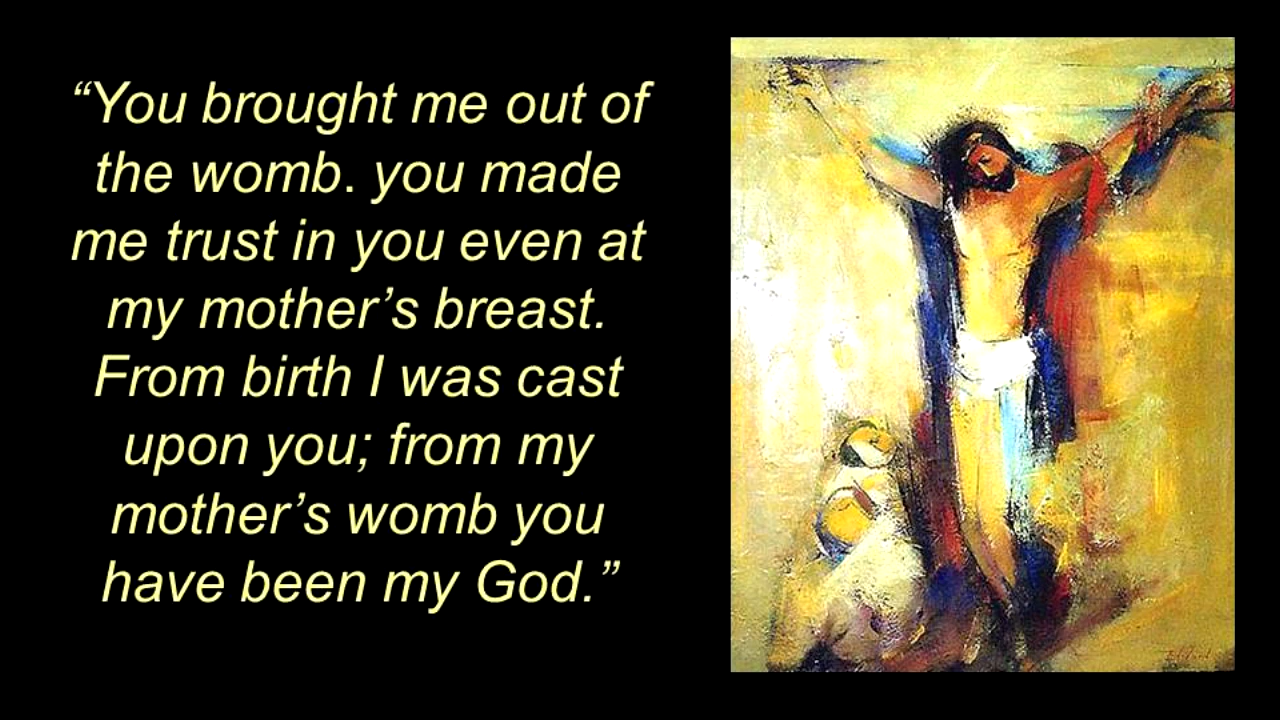 “You brought me out of
the womb. you made
me trust in you even at
my mother’s breast.
From birth I was cast
upon you; from my
mother’s womb you
have been my God.”